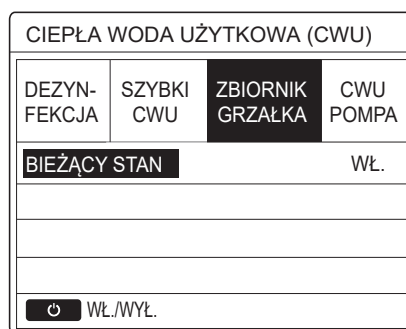 CIEPŁA WODA UŻYTKOWA (CWU)
DEZYN-
FEKCJA
SZYBKI
CWU
ZBIORNIK
GRZAŁKA
CWU
POMPA
BIEŻĄCY STAN WŁ.
WŁ./WYŁ.